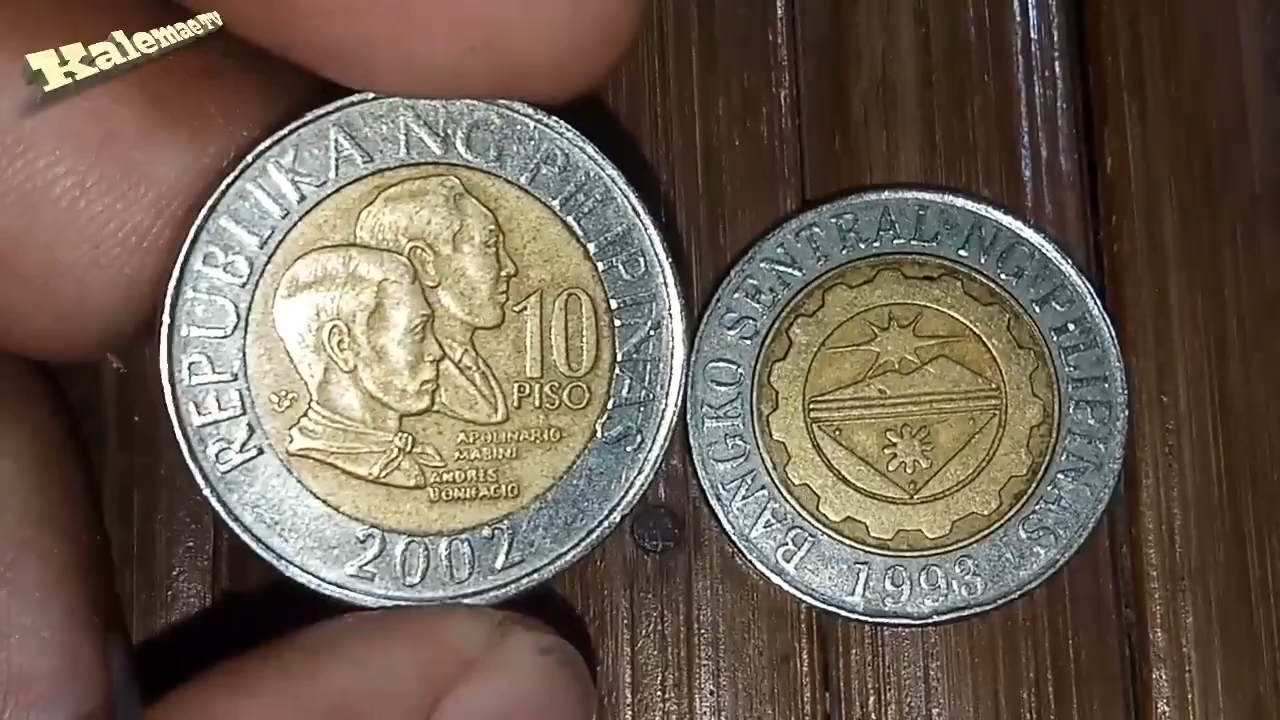 Kalemae TV
REPUBLIKA NG PILIPINAS
10
PISO
APOLINARIO
MABINI
ANDRES
BONIFACIO
2002
BANGKO SENTRAL NG PILIPINAS
1993